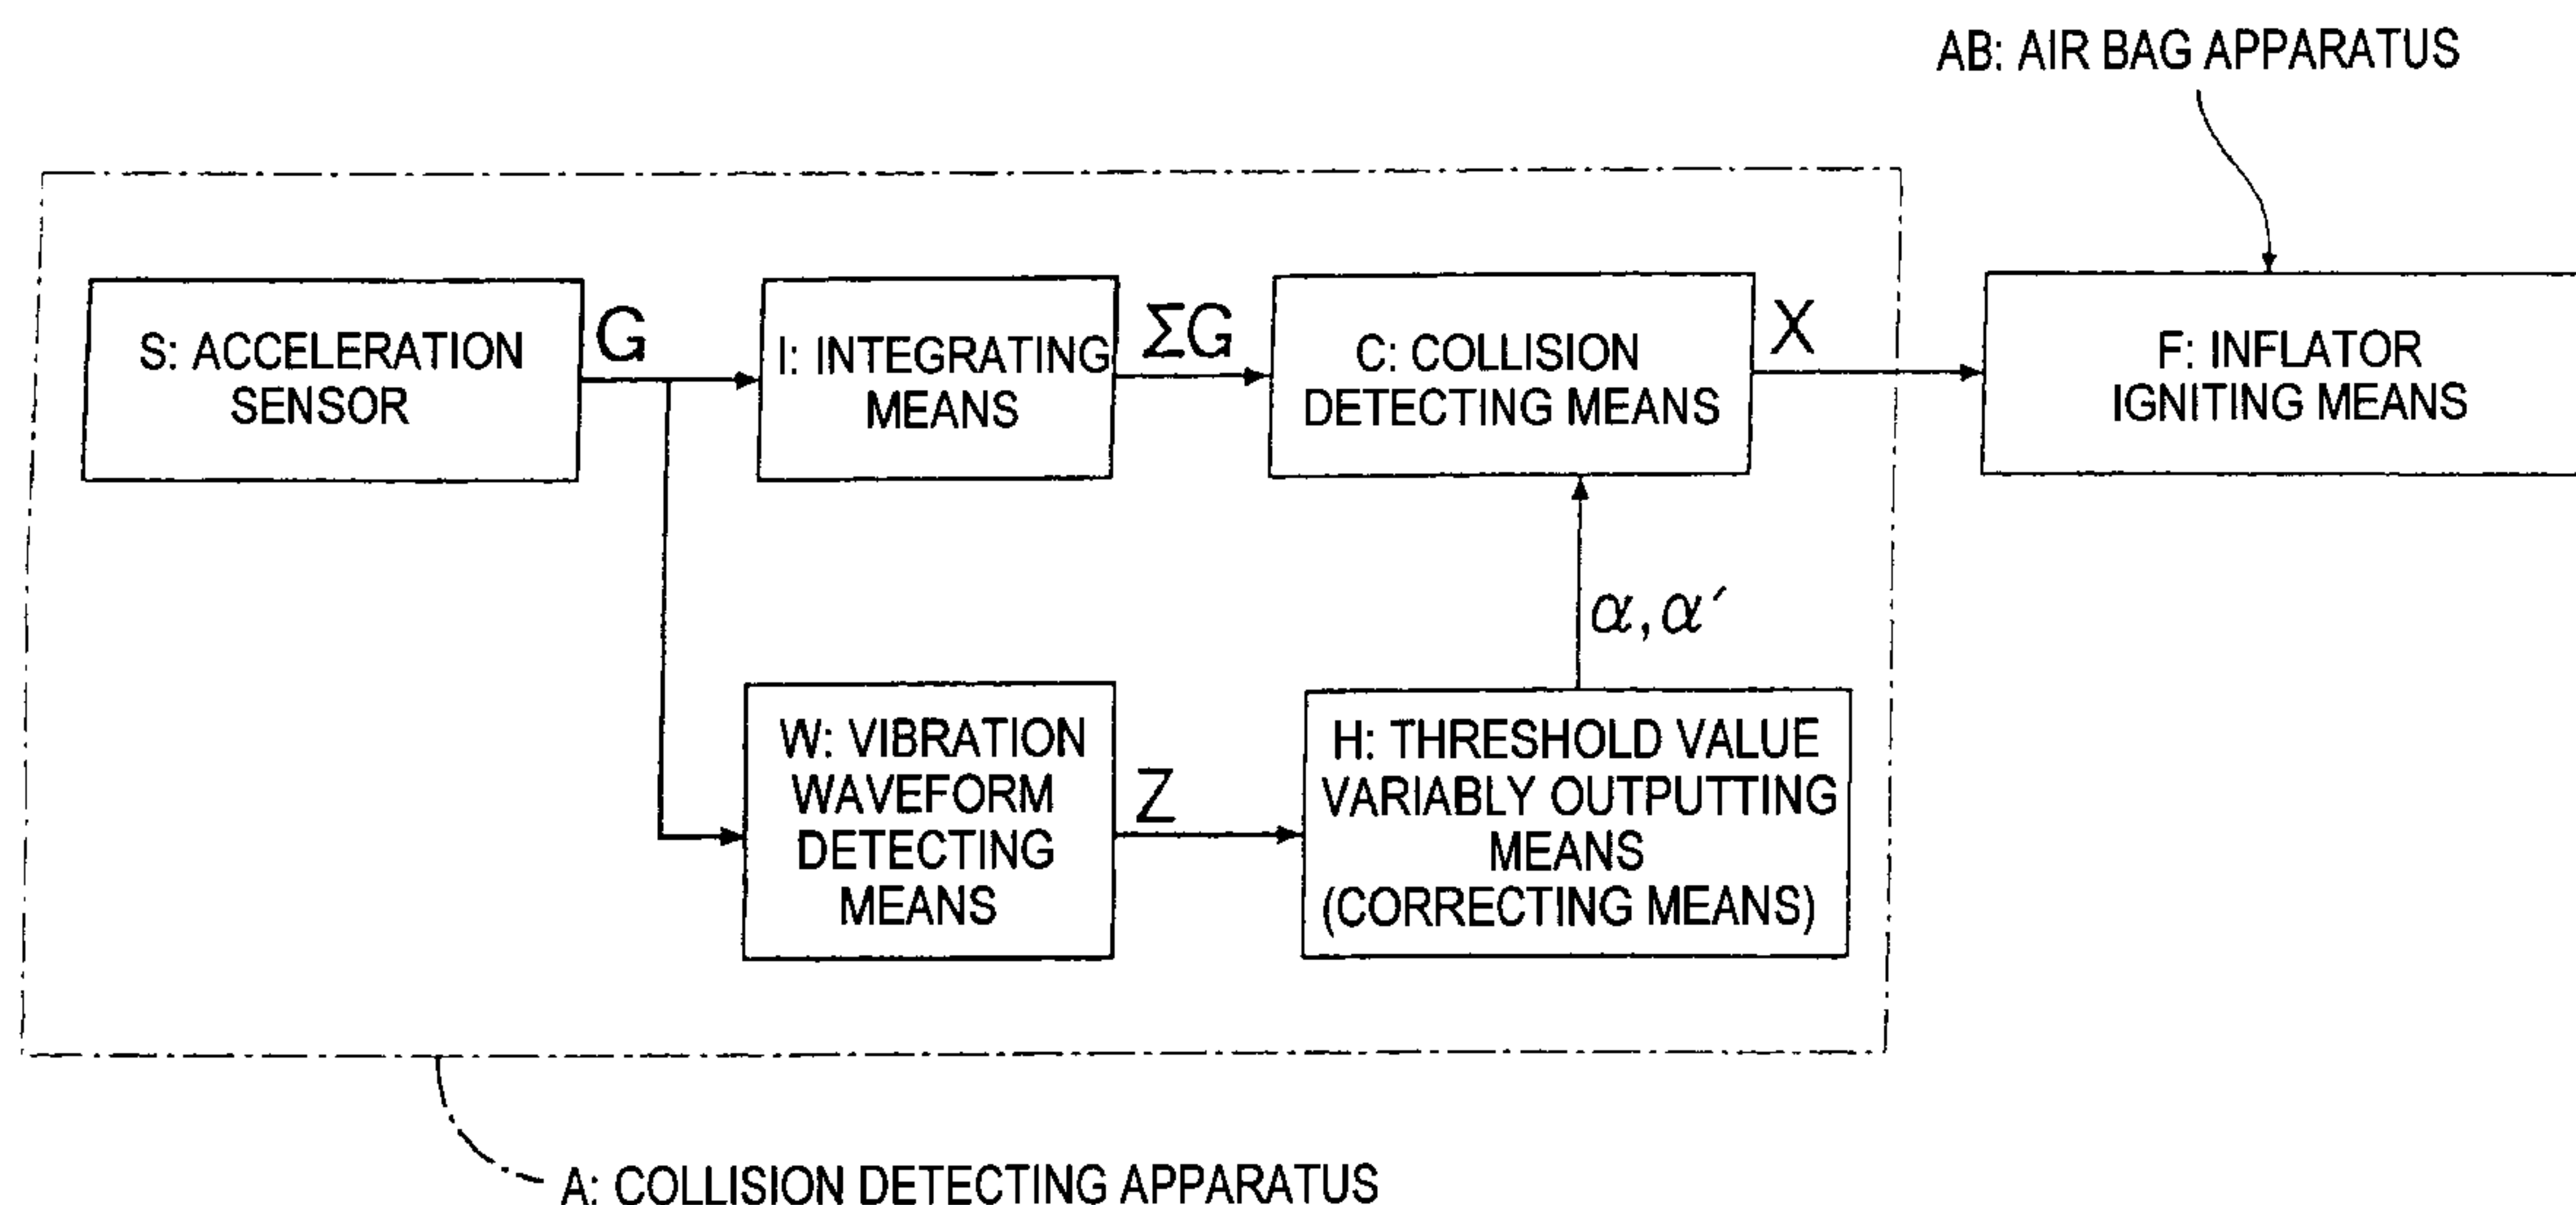 AB: AIR BAG APPARATUS
S: ACCELERATION
SENSOR
G
I: INTEGRATING
MEANS
ΣG
C: COLLISION
DETECTING MEANS
X
F: INFLATOR
IGNITING MEANS
α, α′
W: VIBRATION
WAVEFORM
DETECTING
MEANS
Z
H: THRESHOLD VALUE
VARIABLY OUTPUTTING
MEANS
(CORRECTING MEANS)
A: COLLISION DETECTING APPARATUS